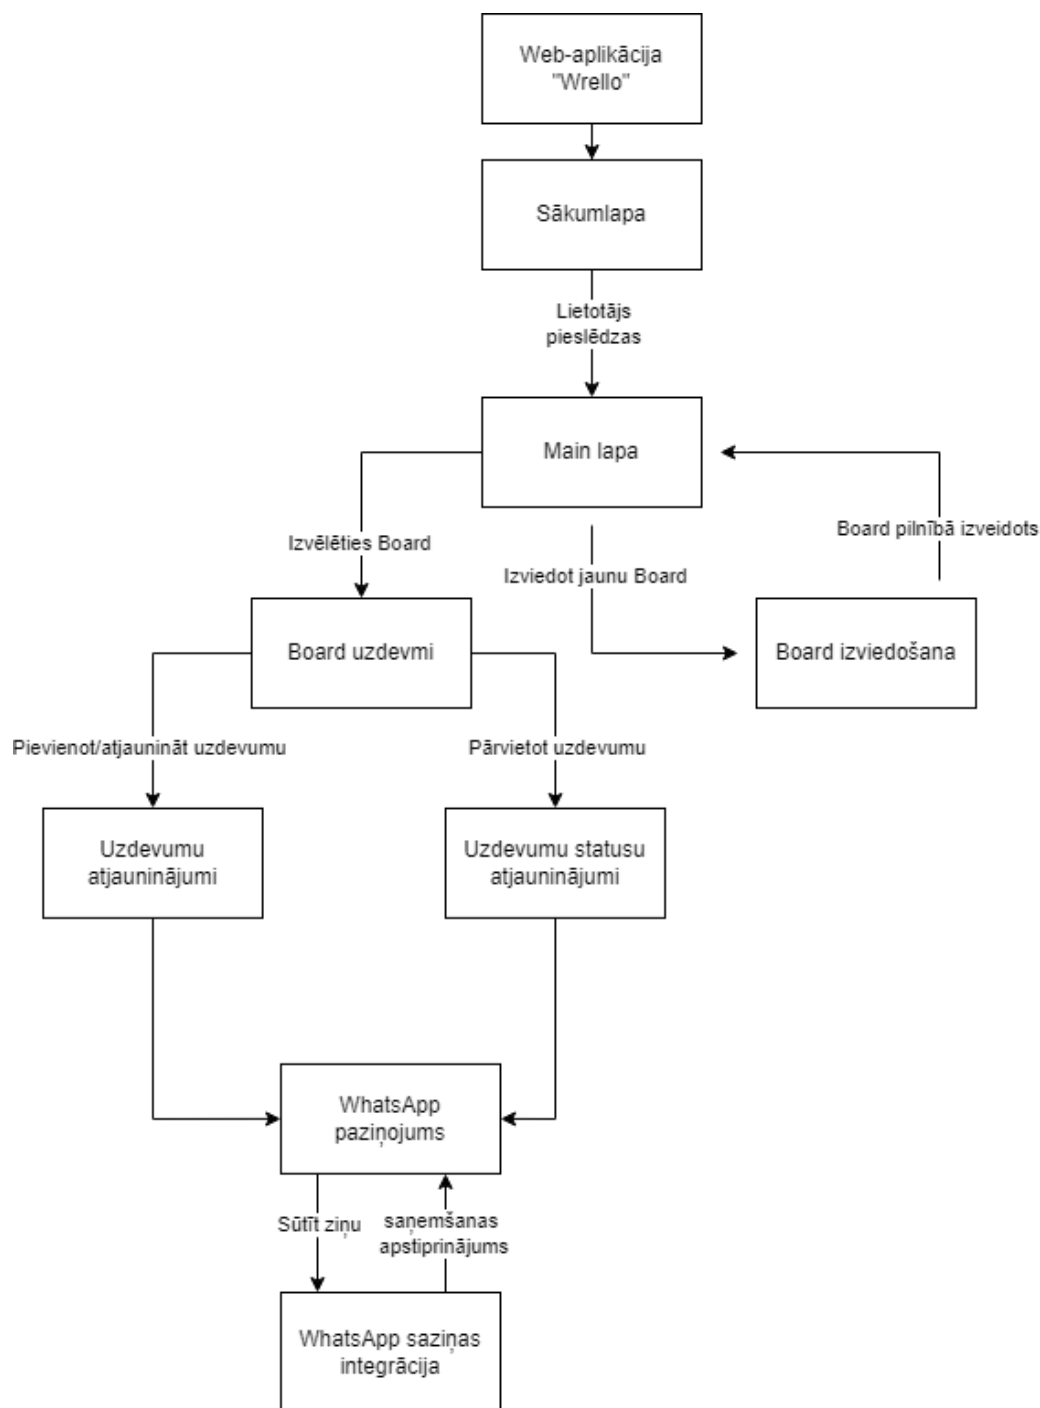 Web-aplikācija
"Wrello"
Sākumlapa
Lietotājs
pieslēdzas
Main lapa
Izvēlēties Board
Izviedot jaunu Board
Board pilnībā izveidots
Board uzdevmi
Board izviedošana
Pievienot/atjaunināt uzdevumu
Pārvietot uzdevumu
Uzdevumu
atjauninājumi
Uzdevumu statusu
atjauninājumi
WhatsApp
paziņojums
Sūtīt ziņu
saņemšanas
apstiprinājums
WhatsApp saziņas
integrācija